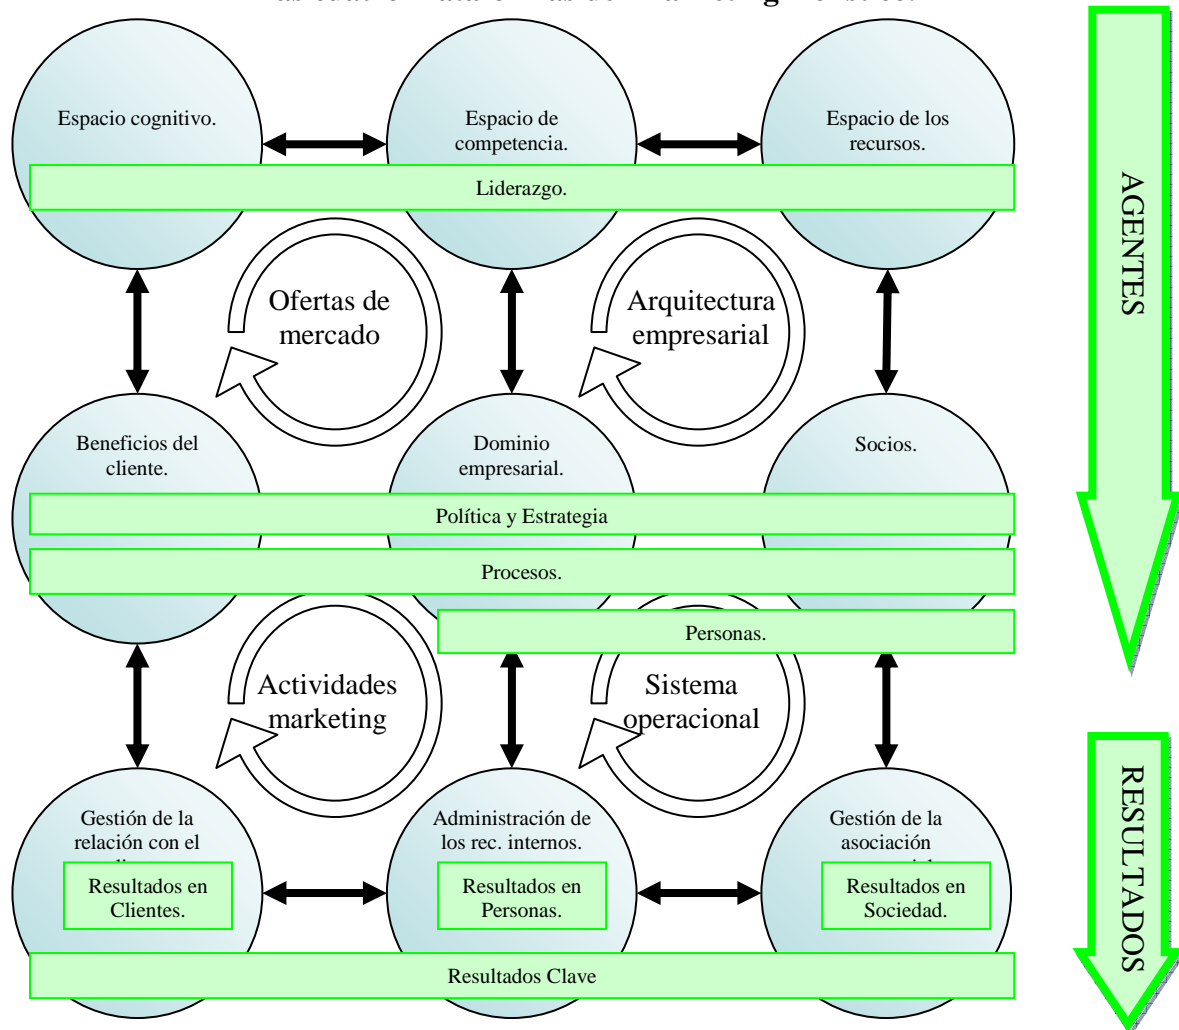 Espacio cognitivo.
Espacio de
competencia.
Espacio de los
recursos.
Liderazgo.
Ofertas de
mercado
Arquitectura
empresarial
Beneficios del
cliente.
Dominio
empresarial.
Socios.
Política y Estrategia
Procesos.
Personas.
Actividades
marketing
Sistema
operacional
Gestión de la
relación con el
Administración de
los rec. internos.
Gestión de la
asociación
Resultados en
Clientes.
Resultados en
Personas.
Resultados en
Sociedad.
Resultados Clave
AGENTES
RESULTADOS